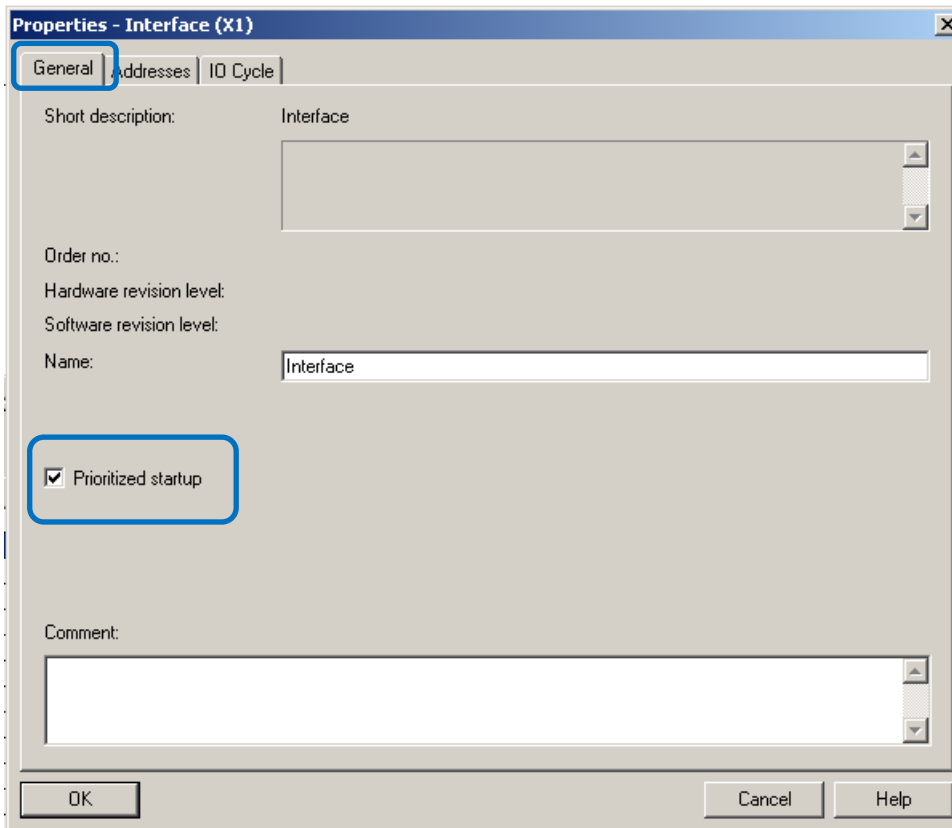 Properties - Interface (X1)
General Addresses IO Cycle
Short description: Interface
Order no.:
Hardware revision level:
Software revision level:
Name: Interface
Prioritized startup
Comment:
OK Cancel Help